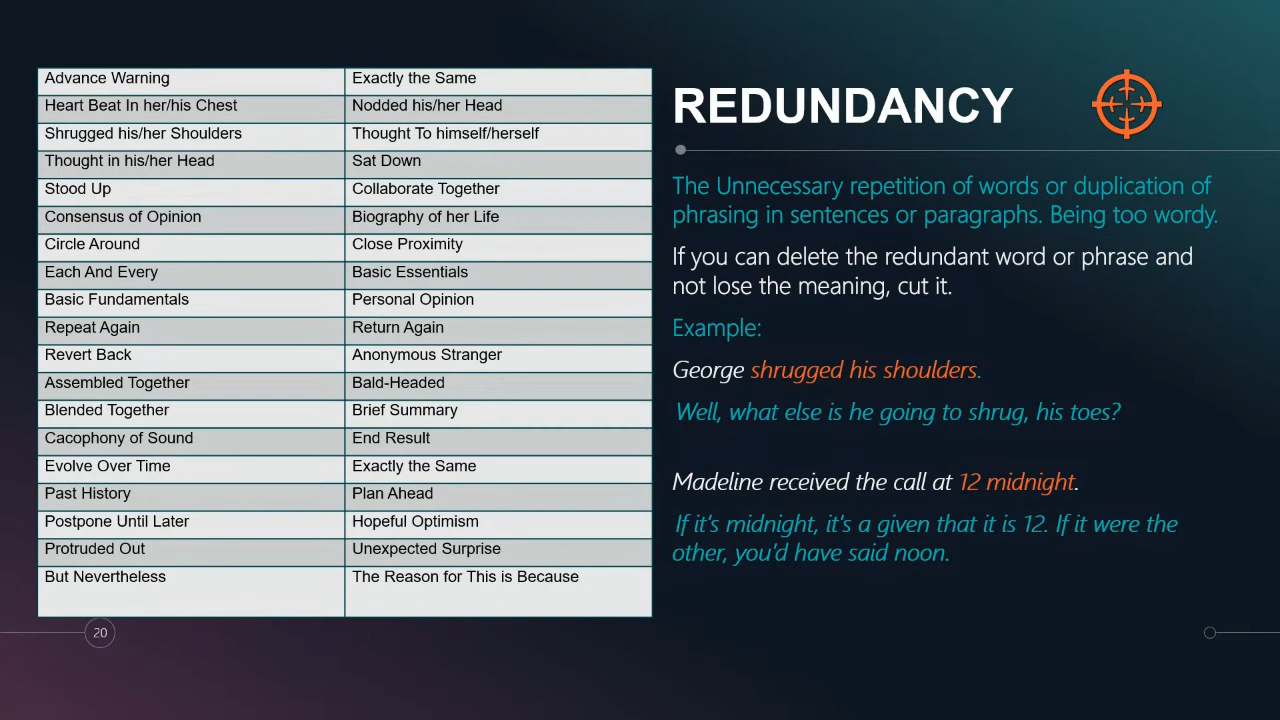 Advance Warning
Exactly the Same
Heart Beat In her/his Chest
Nodded his/her Head
Shrugged his/her Shoulders
Thought To himself/herself
Thought in his/her Head
Sat Down
Stood Up
Collaborate Together
Consensus of Opinion
Biography of her Life
Circle Around
Close Proximity
Each And Every
Basic Essentials
Basic Fundamentals
Personal Opinion
Repeat Again
Return Again
Revert Back
Anonymous Stranger
Assembled Together
Bald-Headed
Blended Together
Brief Summary
Cacophony of Sound
End Result
Evolve Over Time
Exactly the Same
Past History
Plan Ahead
Postpone Until Later
Hopeful Optimism
Protruded Out
Unexpected Surprise
But Nevertheless
The Reason for This is Because
REDUNDANCY
The Unnecessary repetition of words or duplication of
phrasing in sentences or paragraphs. Being too wordy.
If you can delete the redundant word or phrase and
not lose the meaning, cut it.
Example:
George shrugged his shoulders.
Well, what else is he going to shrug, his toes?
Madeline received the call at 12 midnight.
If it's midnight, it's a given that it is 12. If it were the
other, you'd have said noon.
20